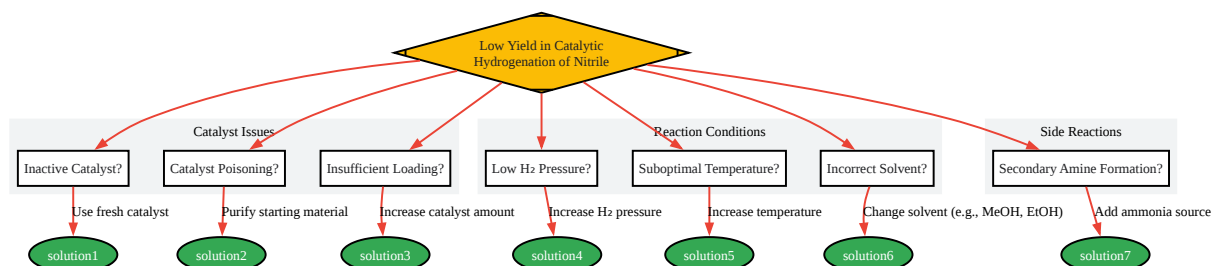 Low Yield in Catalytic
Hydrogenation of Nitrile
Catalyst Issues
Reaction Conditions
Side Reactions
Inactive Catalyst?
Catalyst Poisoning?
Insufficient Loading?
Low H₂ Pressure?
Suboptimal Temperature?
Incorrect Solvent?
Secondary Amine Formation?
Use fresh catalyst
Purify starting material
Increase catalyst amount
Increase H₂ pressure
Increase temperature
Change solvent (e.g., MeOH, EtOH)
Add ammonia source
solution1
solution2
solution3
solution4
solution5
solution6
solution7